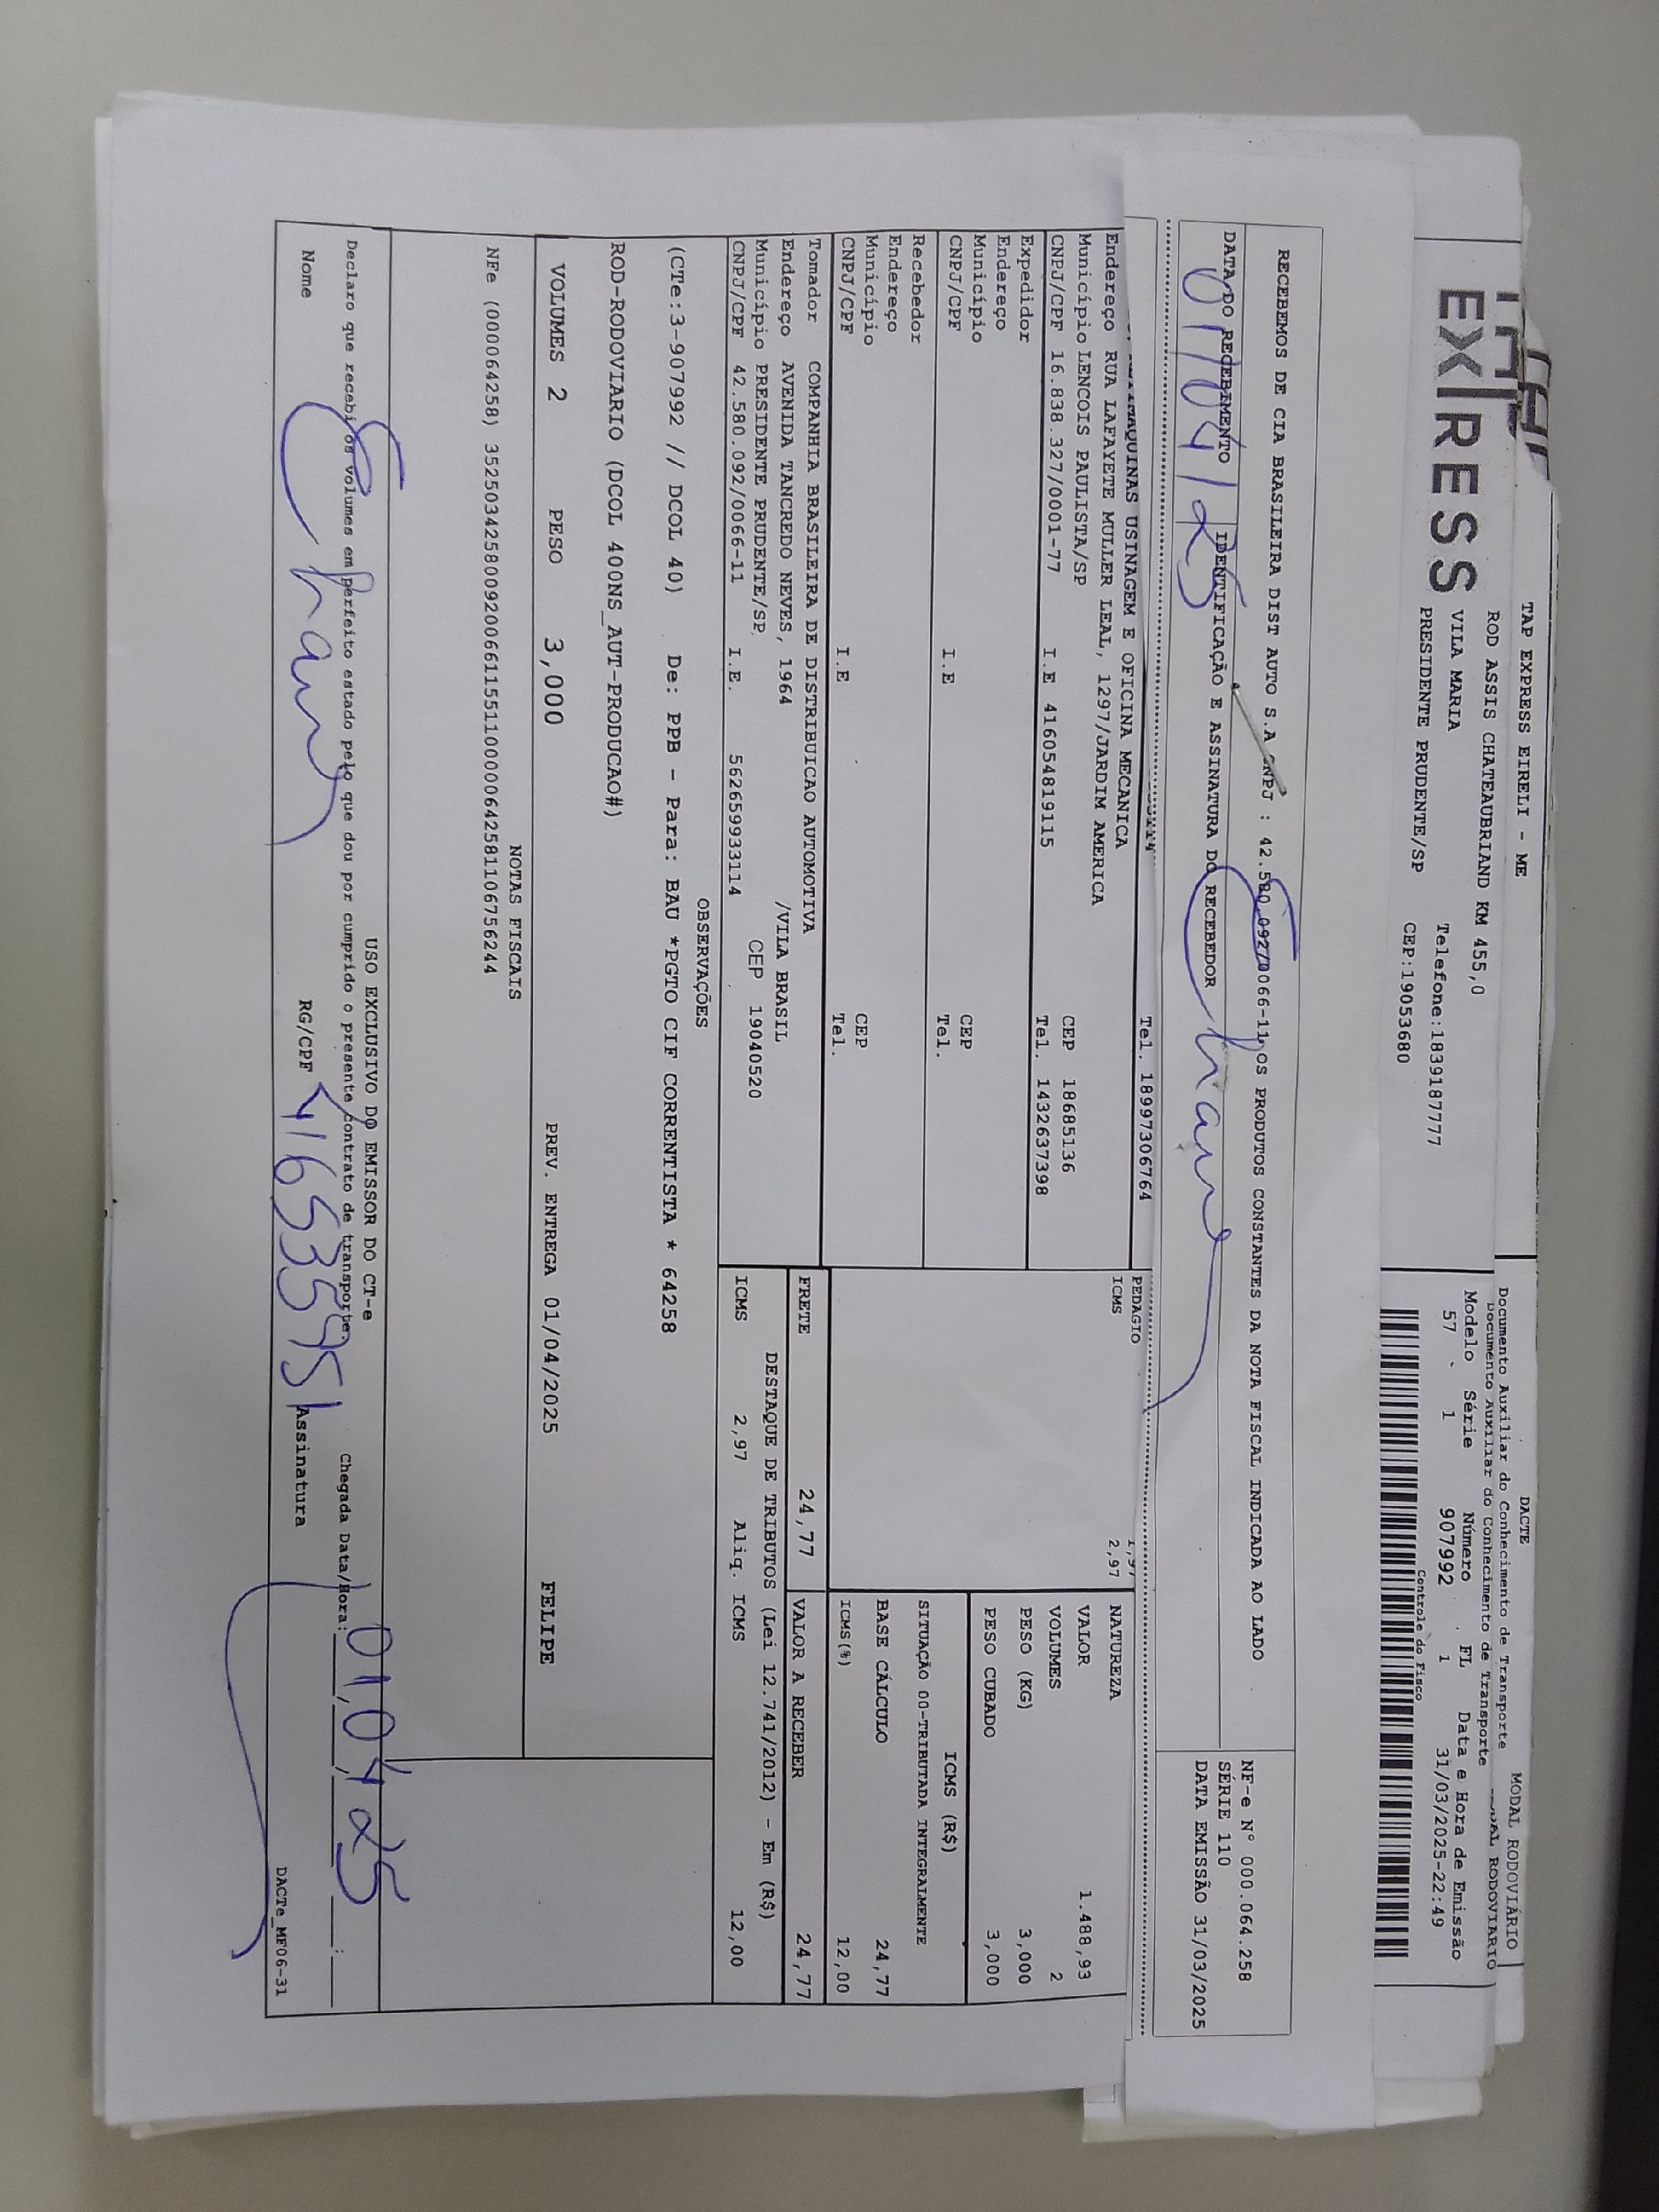 TAP EXPRESS EIRELI - ME
ROD ASSIS CHATEAUBRIAND KM 455,0
VILA MARIA
Telefone:1839187777
PRESIDENTE PRUDENTE/SP
CEP:19053680
EX RESS
DACTE
MODAL RODOVIÁRIO
Documento Auxiliar do Conhecimento de Transporte
Documento Auxiliar do Conhecimento de Transporte
RODOVIARIO
Modelo Série Número FL Data e Hora de Emissão
57 1 907992 1 31/03/2025-22:49
Controle do Fisco
RECEBEMOS DE CIA BRASILEIRA DIST AUTO S.A CNPJ : 42.580.092/0066-11, OS PRODUTOS CONSTANTES DA NOTA FISCAL INDICADA AO LADO
DATA DO RECEBIMENTO
IDENTIFICAÇÃO E ASSINATURA DO RECEBEDOR
01/04/25
NF-e Nº 000.064.258
SÉRIE 110
DATA EMISSÃO 31/03/2025
Tel. 18997306764
MAQUINAS USINAGEM E OFICINA MECANICA
Endereço RUA LAFAYETE MULLER LEAL, 1297/JARDIM AMERICA
Município LENCOIS PAULISTA/SP
CEP 18685136
CNPJ/CPF 16.838.327/0001-77 I.E 416054819115
Tel. 1432637398
Expedidor
Endereço
Município
CEP
CNPJ/CPF I.E
Tel.
Recebedor
Endereço
Município
CEP
CNPJ/CPF I.E
Tel.
Tomador COMPANHIA BRASILEIRA DE DISTRIBUICAO AUTOMOTIVA
Endereço AVENIDA TANCREDO NEVES, 1964 /VILA BRASIL
Município PRESIDENTE PRUDENTE/SP CEP 19040520
CNPJ/CPF 42.580.092/0066-11 I.E. 562659933114
PEDAGIO
ICMS 2,97
NATUREZA
VALOR 1.488,93
VOLUMES 2
PESO (KG) 3,000
PESO CUBADO 3,000
ICMS (R$)
SITUAÇÃO 00-TRIBUTADA INTEGRALMENTE
BASE CÁLCULO 24,77
ICMS(%) 12,00
FRETE 24,77 VALOR A RECEBER 24,77
DESTAQUE DE TRIBUTOS (Lei 12.741/2012) - Em (R$)
ICMS 2,97 Aliq. ICMS 12,00
OBSERVAÇÕES
(CTe:3-907992 // DCOL 40) De: PPB - Para: BAU *PGTO CIF CORRENTISTA * 64258
ROD-RODOVIARIO (DCOL 400NS_AUT-PRODUCAO#)
VOLUMES 2 PESO 3,000 PREV. ENTREGA 01/04/2025 FELIPE
NOTAS FISCAIS
NFe (000064258) 35250342580092006611551100000642581106756244
USO EXCLUSIVO DO EMISSOR DO CT-e
Declaro que recebi os volumes em perfeito estado pelo que dou por cumprido o presente contrato de transporte.
Chegada Data/Hora: 01/04/25
Nome
RG/CPF
Assinatura
DACTe_MF06-31